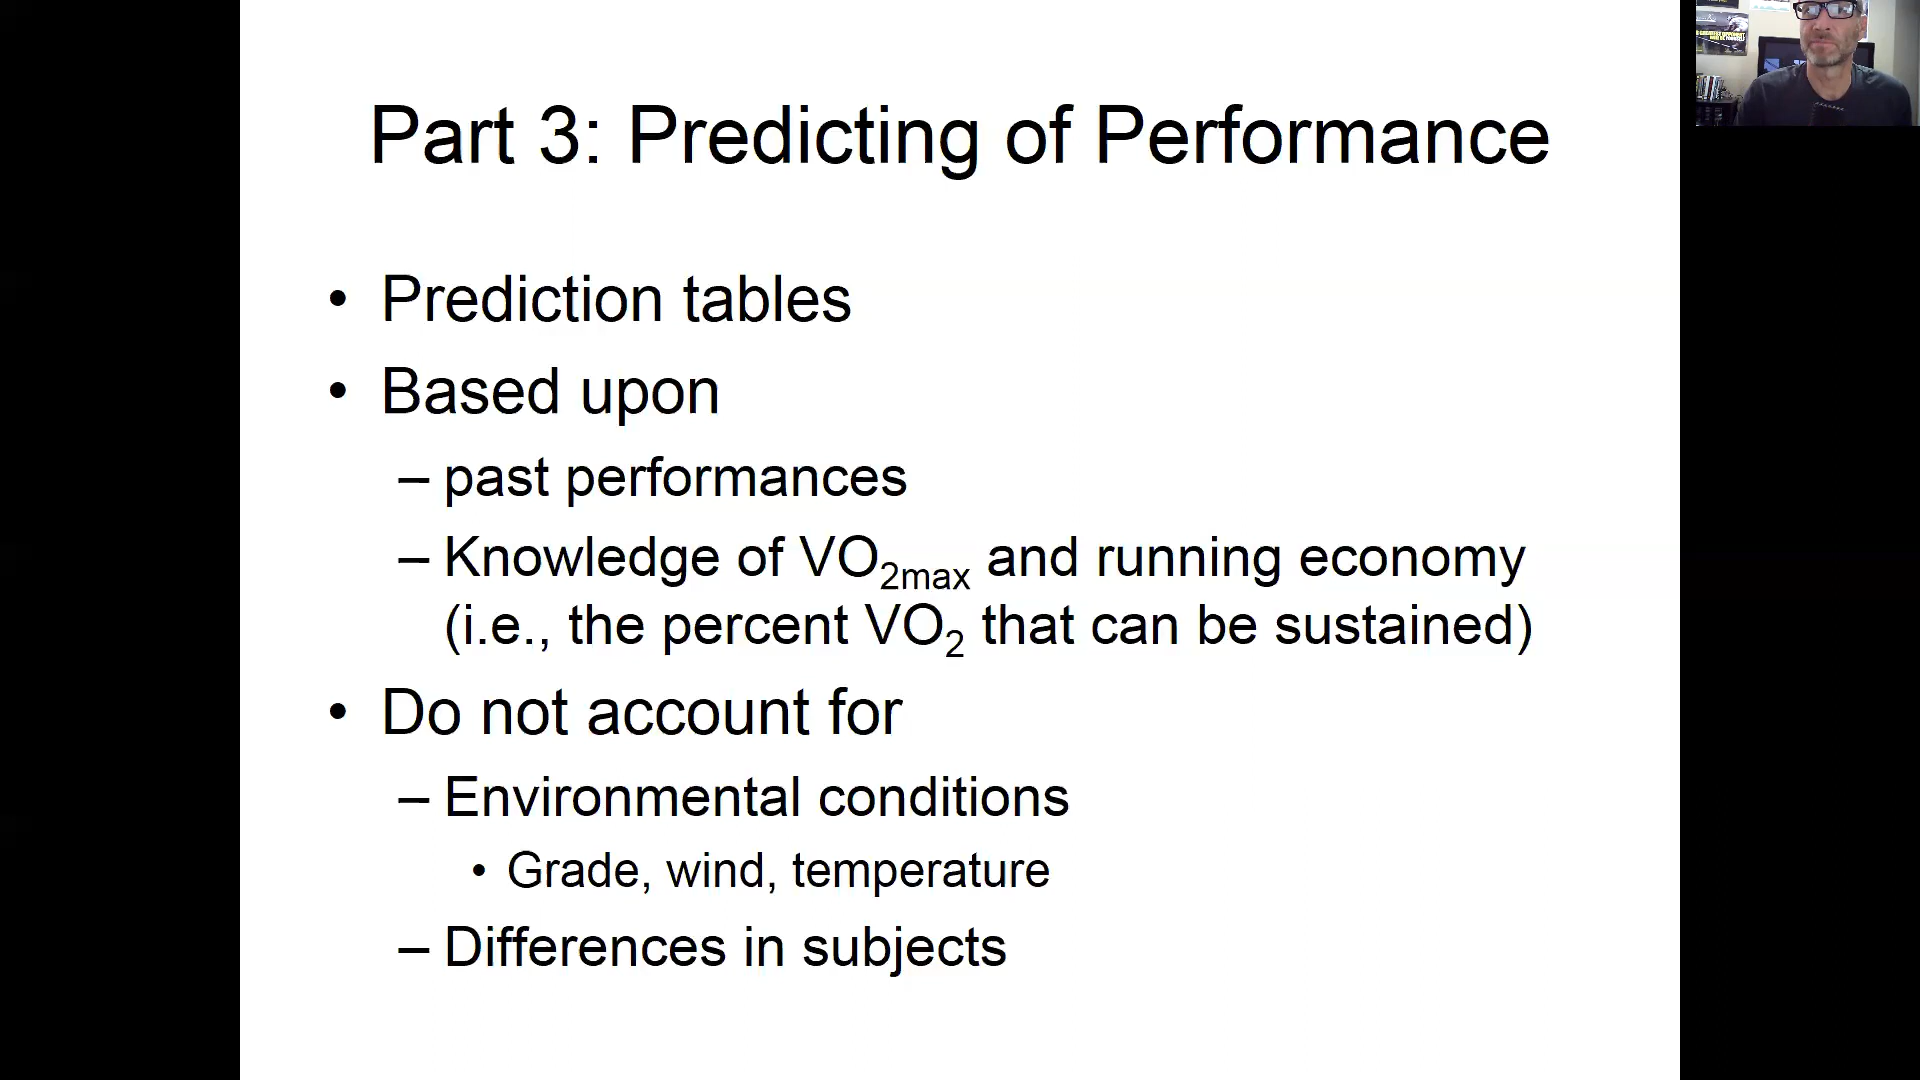 Part 3: Predicting of Performance
• Prediction tables
• Based upon
– past performances
– Knowledge of VO2max and running economy
(i.e., the percent VO2 that can be sustained)
• Do not account for
– Environmental conditions
• Grade, wind, temperature
– Differences in subjects